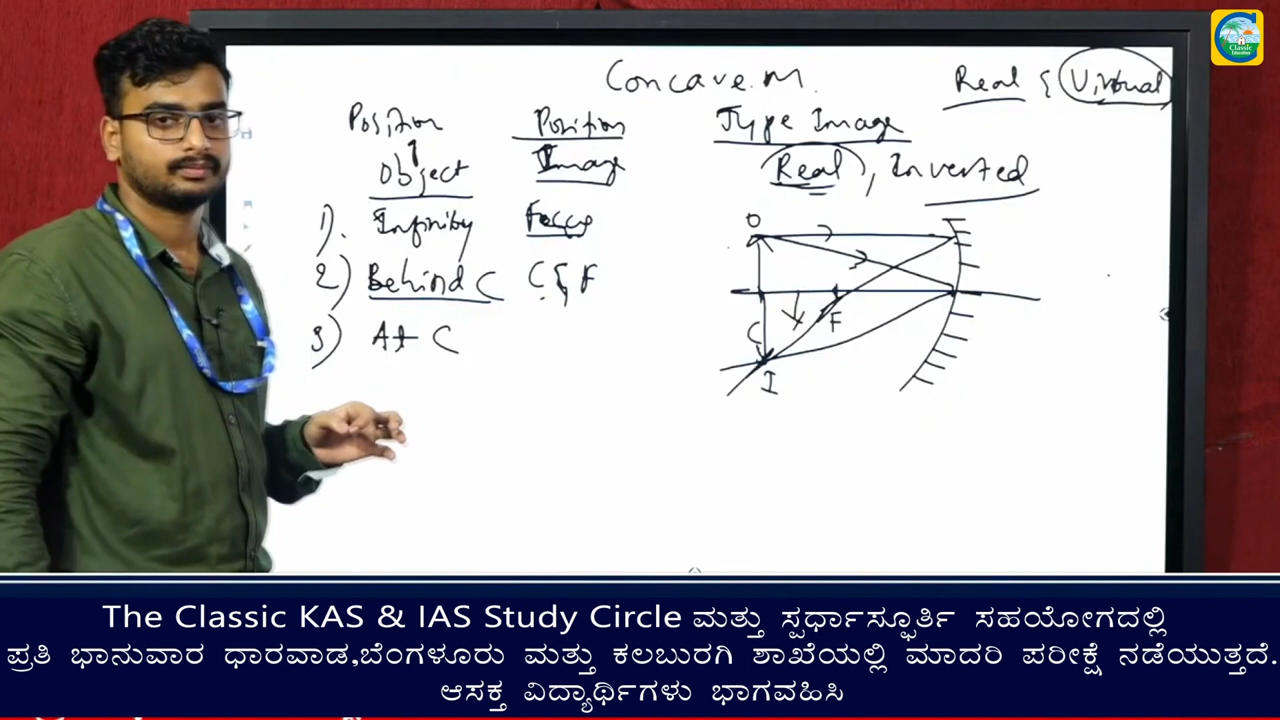 Classic
Education
Concave. M.
Real & Virtual
Position
Object
Position
Image
Type Image
Real, Inverted
1). Infinity Focus
2) Behind C C & F
3) At C
O
C
F
I
The Classic KAS & IAS Study Circle ಮತ್ತು ಸ್ಪರ್ಧಾಸ್ಫೂರ್ತಿ ಸಹಯೋಗದಲ್ಲಿ
ಪ್ರತಿ ಭಾನುವಾರ ಧಾರವಾಡ,ಬೆಂಗಳೂರು ಮತ್ತು ಕಲಬುರಗಿ ಶಾಖೆಯಲ್ಲಿ ಮಾದರಿ ಪರೀಕ್ಷೆ ನಡೆಯುತ್ತದೆ.
ಆಸಕ್ತ ವಿದ್ಯಾರ್ಥಿಗಳು ಭಾಗವಹಿಸಿ